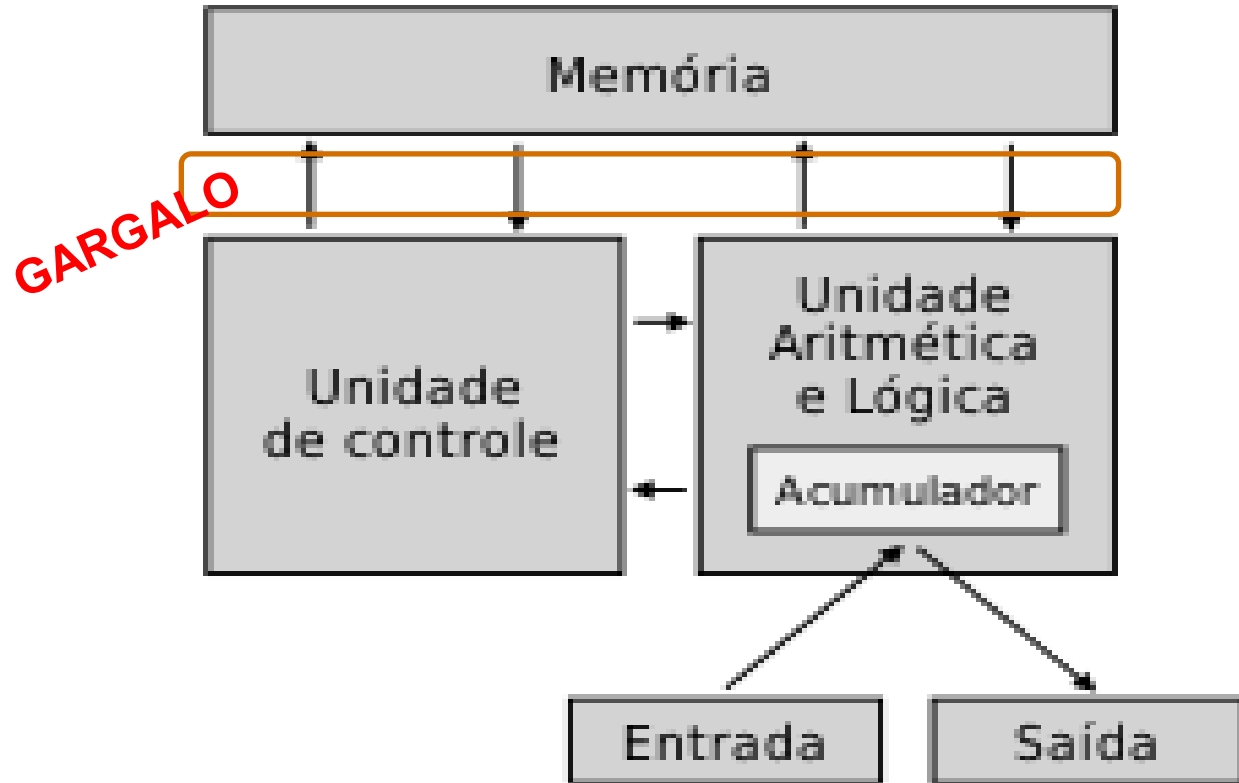 Memória
GARGALO
Unidade
de controle
Unidade
Aritmética
e Lógica
Acumulador
Entrada
Saída